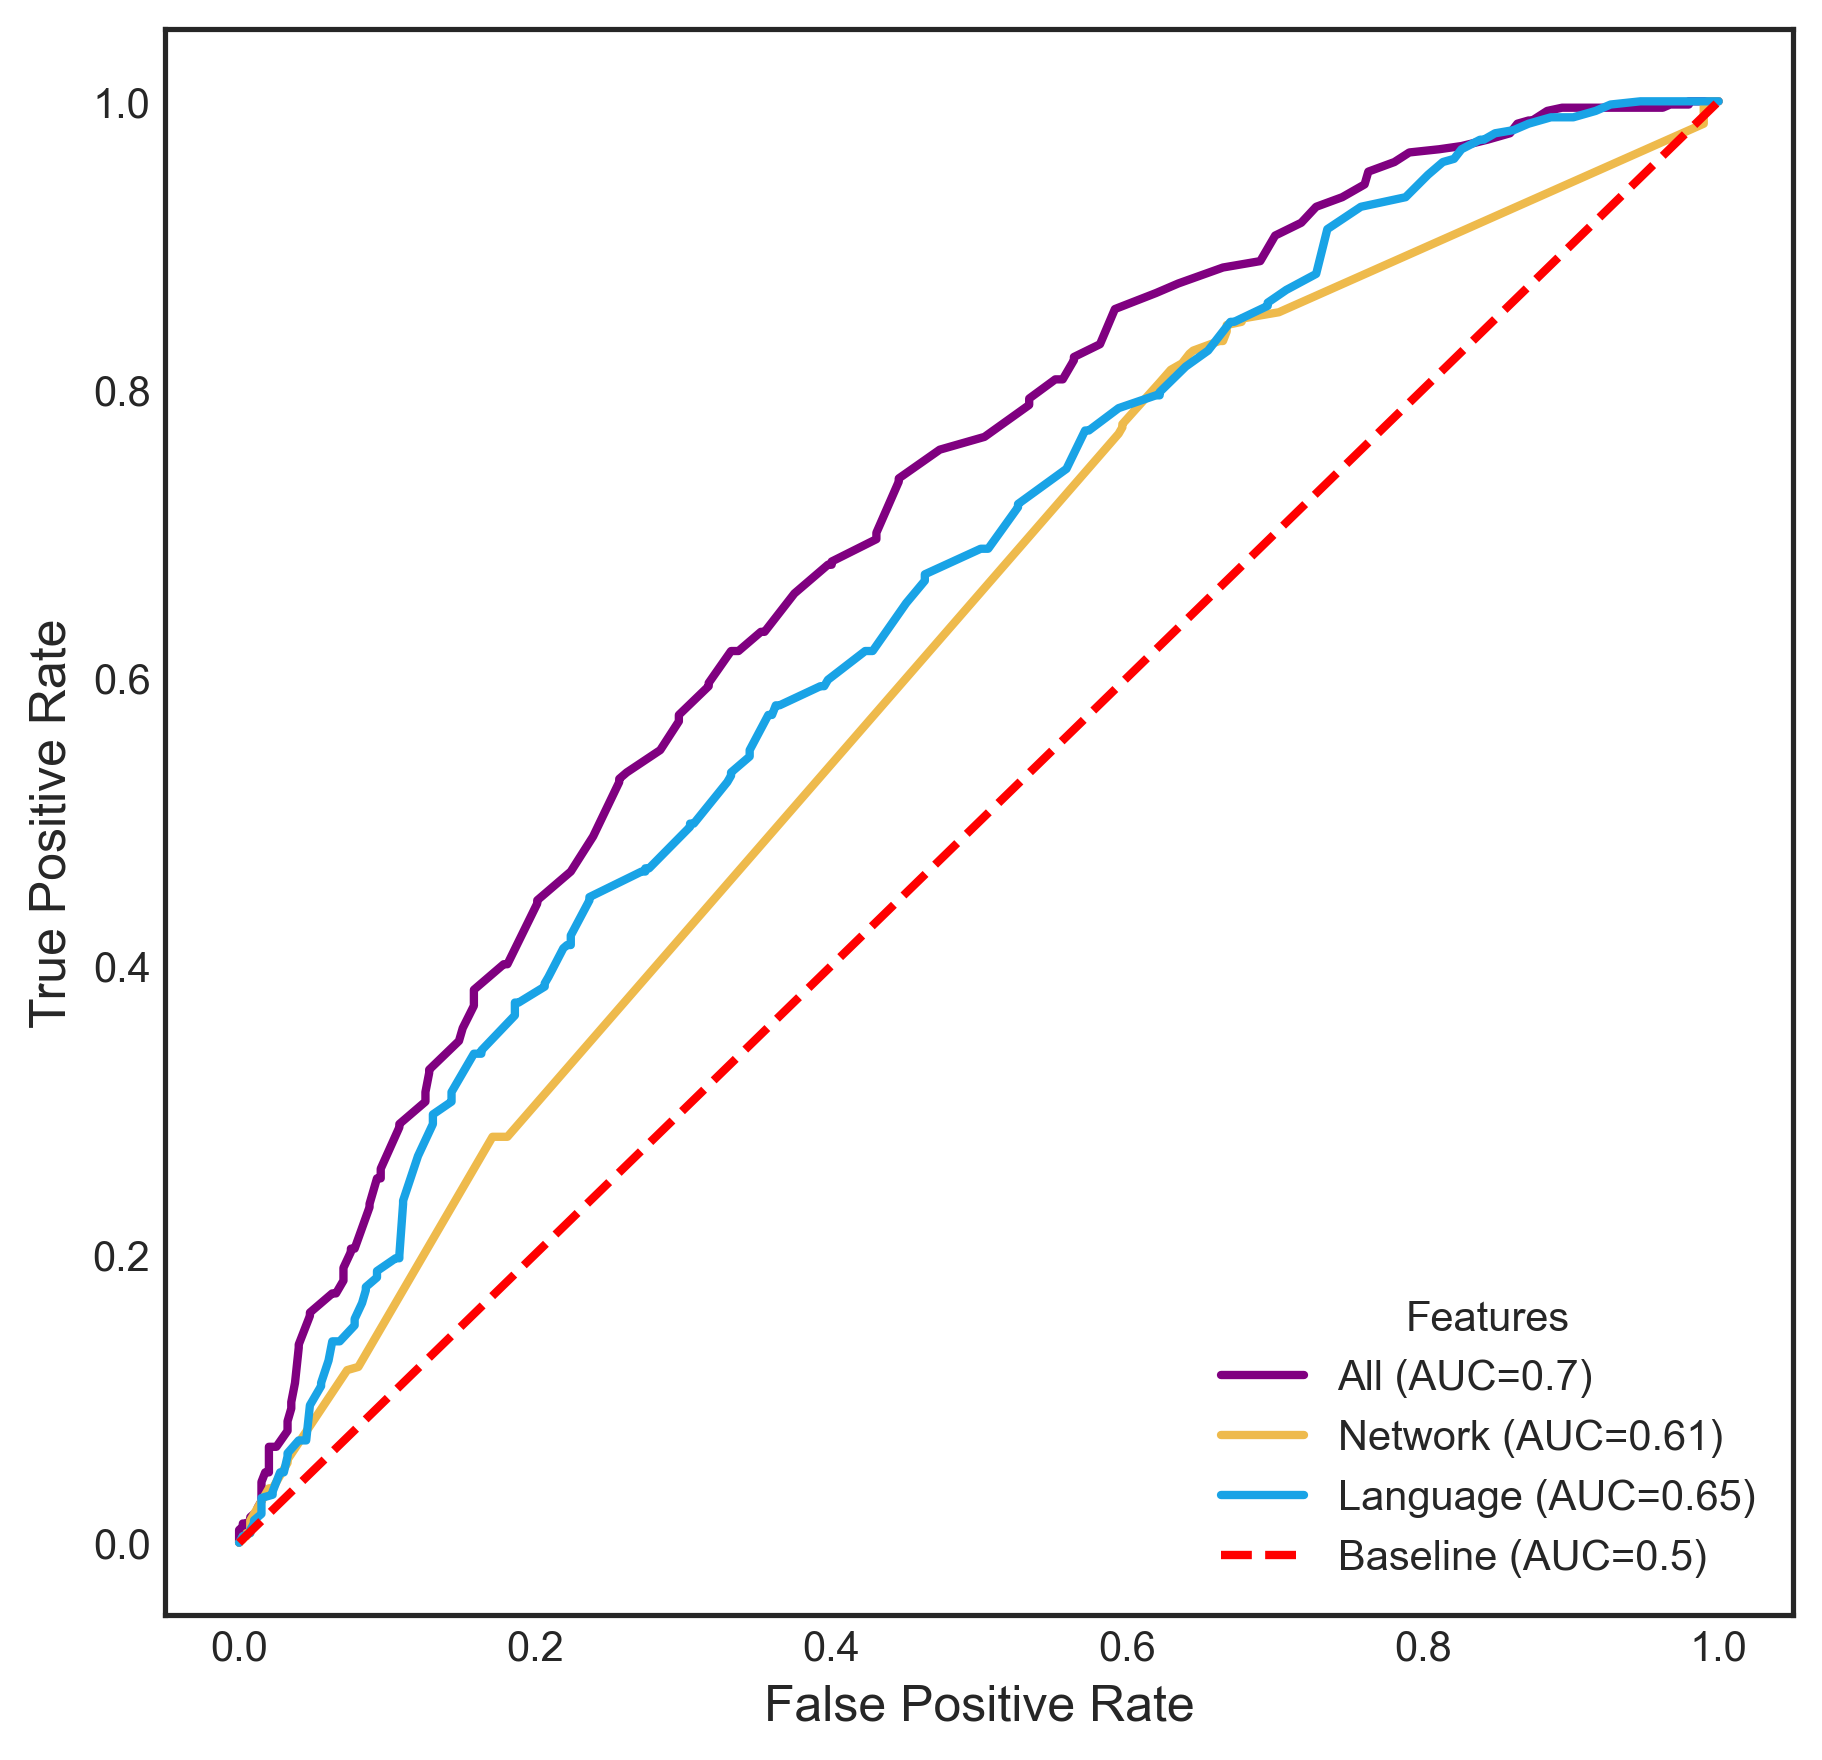 1.0
0.8
0.6
0.4
0.2
0.0
True Positive Rate
Features
All (AUC=0.7)
Network (AUC=0.61)
Language (AUC=0.65)
Baseline (AUC=0.5)
0.0 0.2 0.4 0.6 0.8 1.0
False Positive Rate